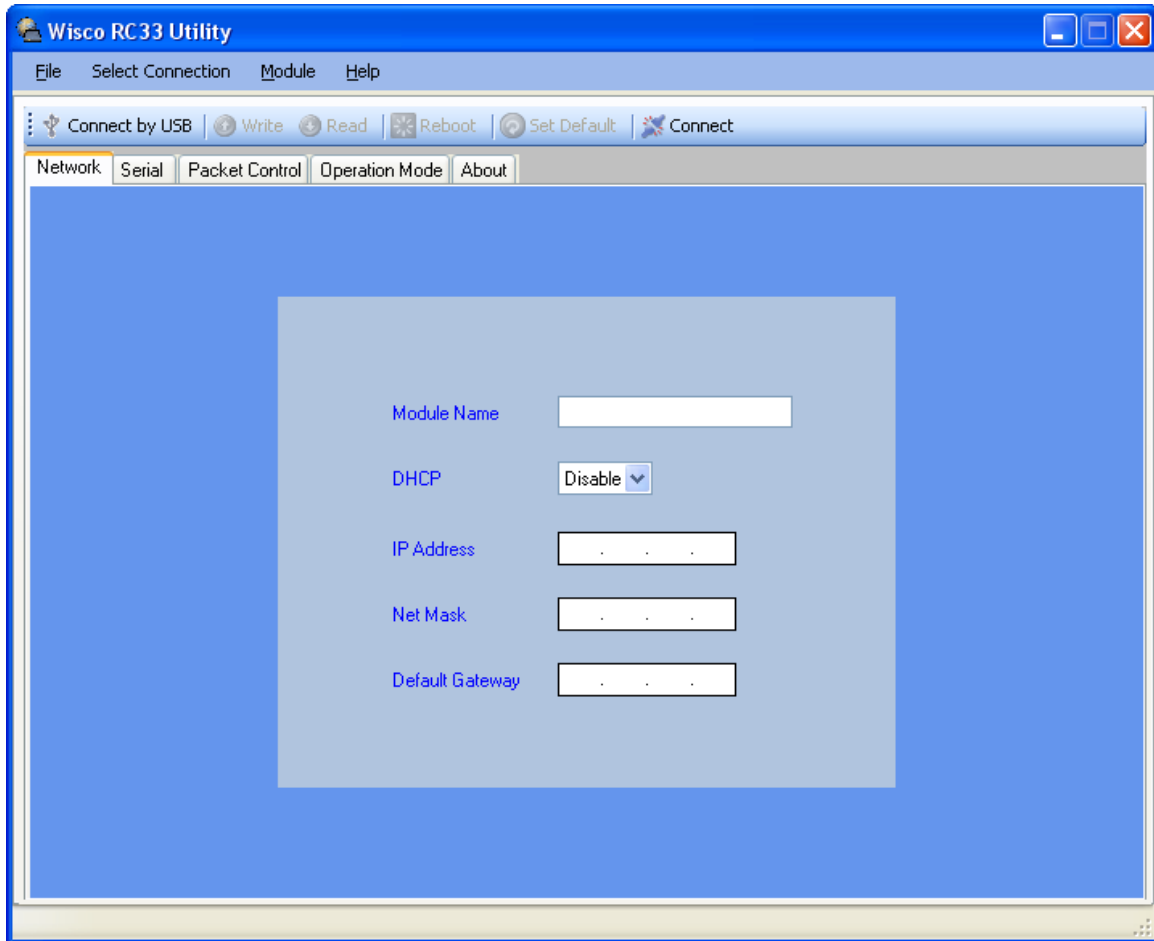 Wisco RC33 Utility
File Select Connection Module Help
Connect by USB Write Read Reboot Set Default Connect
Network Serial Packet Control Operation Mode About
Module Name
DHCP Disable
IP Address . . .
Net Mask . . .
Default Gateway . . .